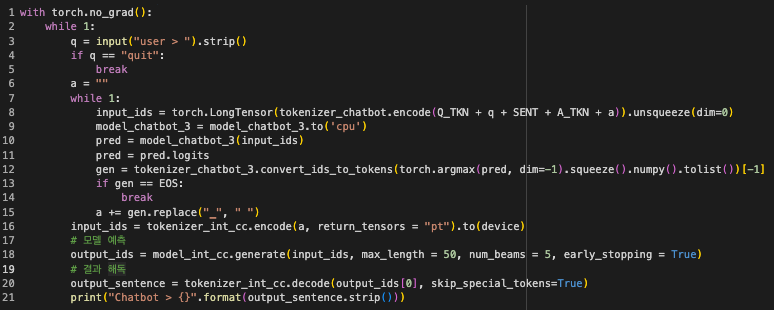 1 with torch.no_grad():
2     while 1:
3         q = input("user > ").strip()
4         if q == "quit":
5             break
6         a = ""
7         while 1:
8             input_ids = torch.LongTensor(tokenizer_chatbot.encode(Q_TKN + q + SENT + A_TKN + a)).unsqueeze(dim=0)
9             model_chatbot_3 = model_chatbot_3.to('cpu')
10             pred = model_chatbot_3(input_ids)
11             pred = pred.logits
12             gen = tokenizer_chatbot_3.convert_ids_to_tokens(torch.argmax(pred, dim=-1).squeeze().numpy().tolist())[-1]
13             if gen == EOS:
14                 break
15             a += gen.replace("_", " ")
16         input_ids = tokenizer_int_cc.encode(a, return_tensors = "pt").to(device)
17         # 모델 예측
18         output_ids = model_int_cc.generate(input_ids, max_length = 50, num_beams = 5, early_stopping = True)
19         # 결과 해독
20         output_sentence = tokenizer_int_cc.decode(output_ids[0], skip_special_tokens=True)
21         print("Chatbot > {}".format(output_sentence.strip()))